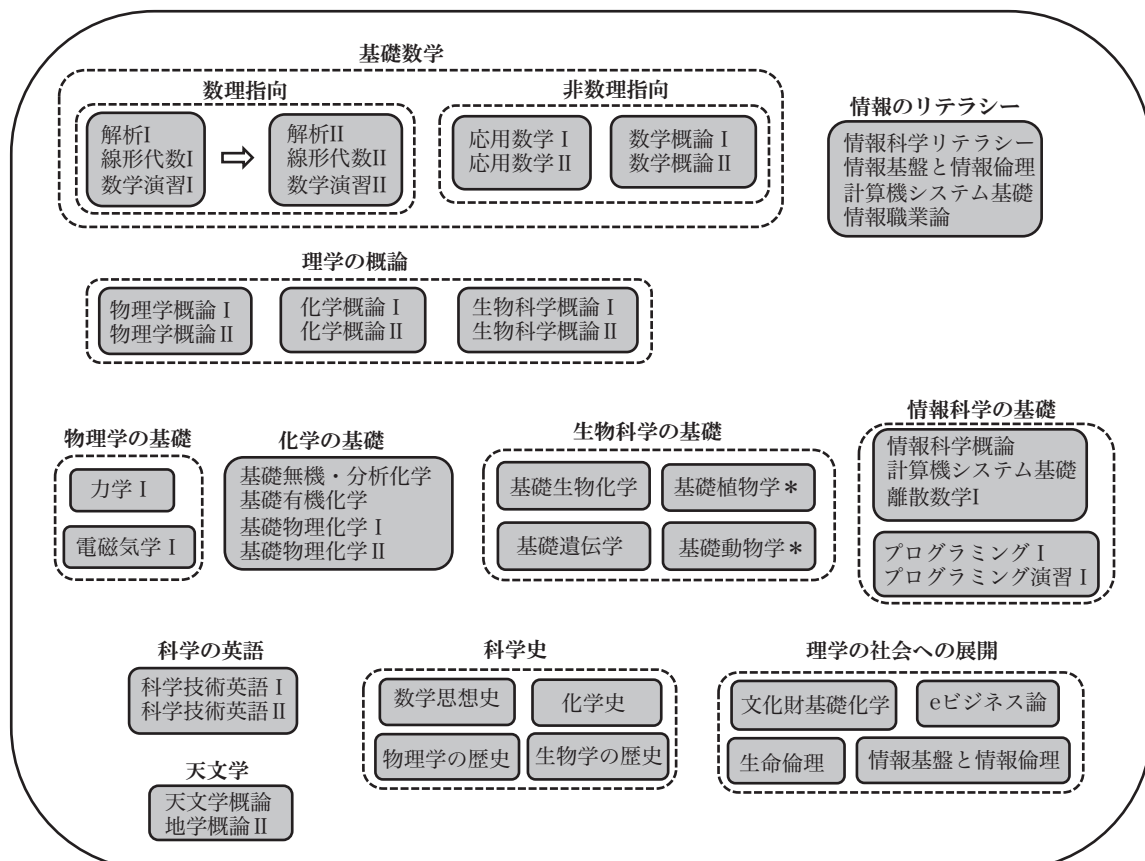 基礎数学
数理指向
解析I
線形代数I
数学演習I
⇨
解析II
線形代数II
数学演習II
非数理指向
応用数学 I
応用数学 II
数学概論 I
数学概論 II
情報のリテラシー
情報科学リテラシー
情報基盤と情報倫理
計算機システム基礎
情報職業論
理学の概論
物理学概論 I
物理学概論 II
化学概論 I
化学概論 II
生物科学概論 I
生物科学概論 II
物理学の基礎
力学 I
電磁気学 I
化学の基礎
基礎無機・分析化学
基礎有機化学
基礎物理化学 I
基礎物理化学 II
生物科学の基礎
基礎生物化学
基礎植物学*
基礎遺伝学
基礎動物学*
情報科学の基礎
情報科学概論
計算機システム基礎
離散数学I
プログラミング I
プログラミング演習 I
科学の英語
科学技術英語 I
科学技術英語 II
天文学
天文学概論
地学概論 II
科学史
数学思想史
化学史
物理学の歴史
生物学の歴史
理学の社会への展開
文化財基礎化学
eビジネス論
生命倫理
情報基盤と情報倫理